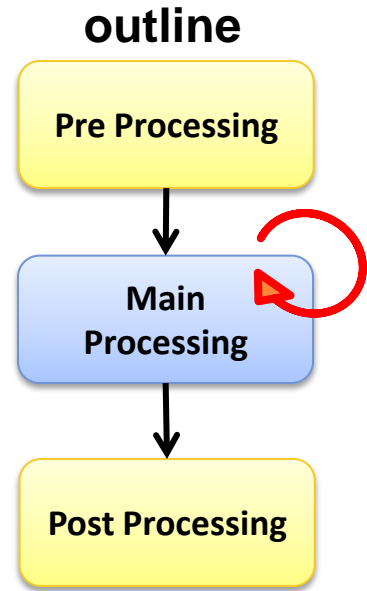 outline
Pre Processing
Main
Processing
Post Processing